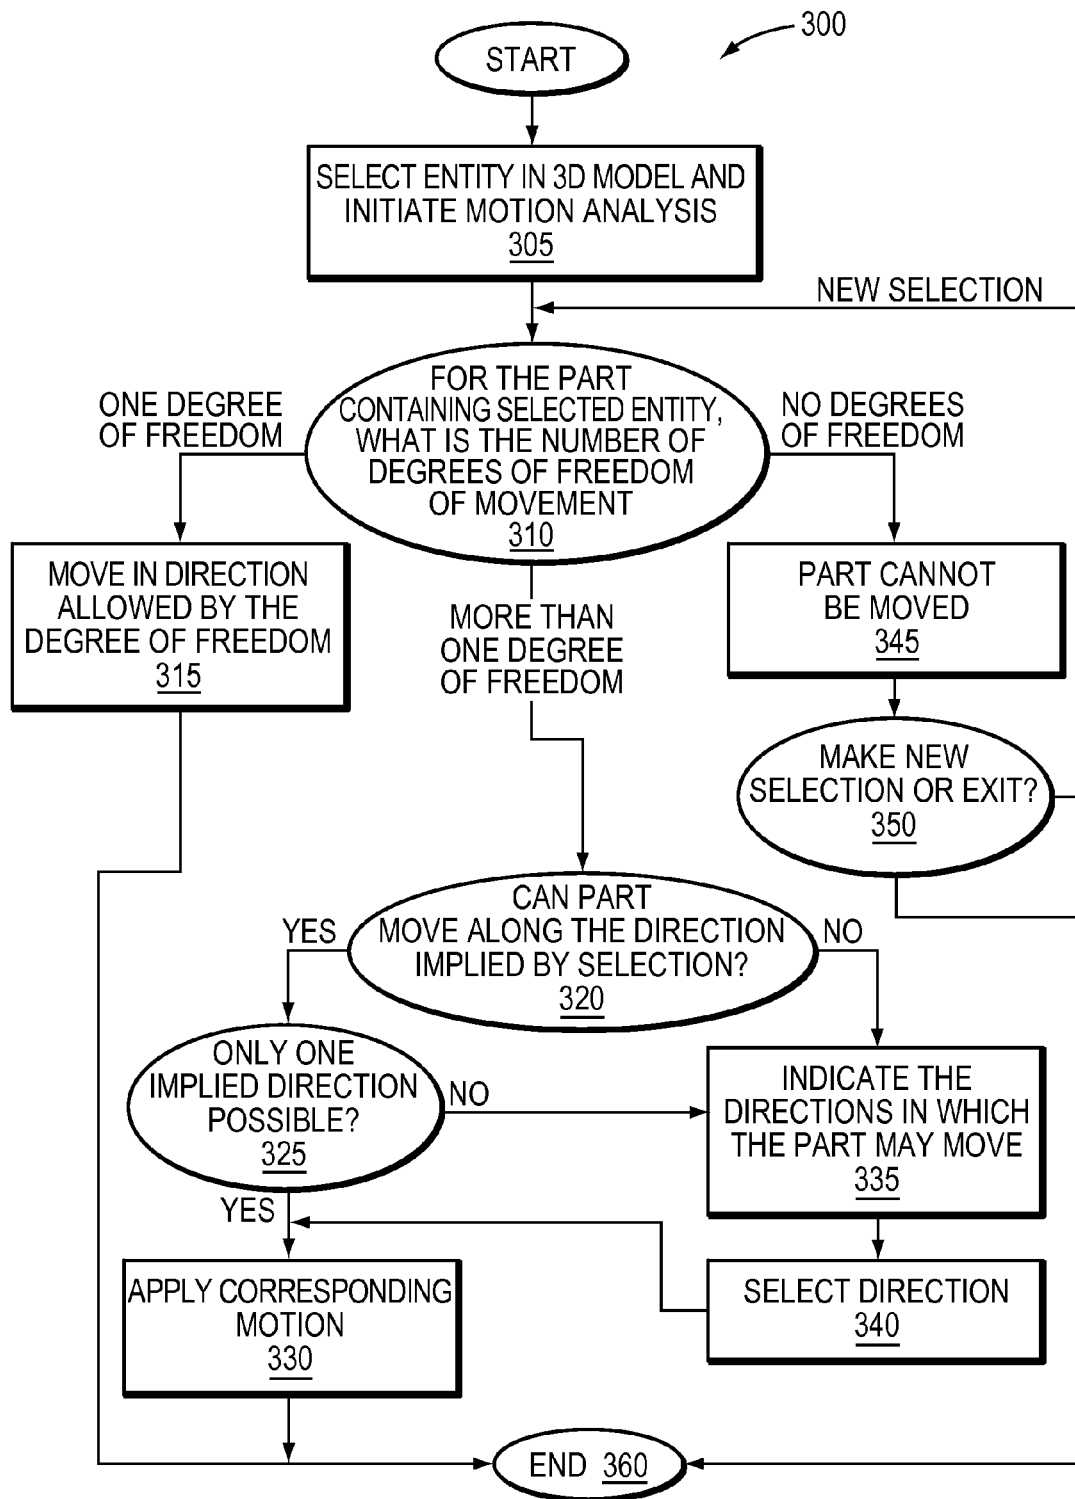 300
START
SELECT ENTITY IN 3D MODEL AND
INITIATE MOTION ANALYSIS
305
NEW SELECTION
FOR THE PART
CONTAINING SELECTED ENTITY,
WHAT IS THE NUMBER OF
DEGREES OF FREEDOM
OF MOVEMENT
310
ONE DEGREE
OF FREEDOM
NO DEGREES
OF FREEDOM
MOVE IN DIRECTION
ALLOWED BY THE
DEGREE OF FREEDOM
315
MORE THAN
ONE DEGREE
OF FREEDOM
PART CANNOT
BE MOVED
345
MAKE NEW
SELECTION OR EXIT?
350
CAN PART
MOVE ALONG THE DIRECTION
IMPLIED BY SELECTION?
320
YES
NO
ONLY ONE
IMPLIED DIRECTION
POSSIBLE?
325
NO
INDICATE THE
DIRECTIONS IN WHICH
THE PART MAY MOVE
335
YES
APPLY CORRESPONDING
MOTION
330
SELECT DIRECTION
340
END 360